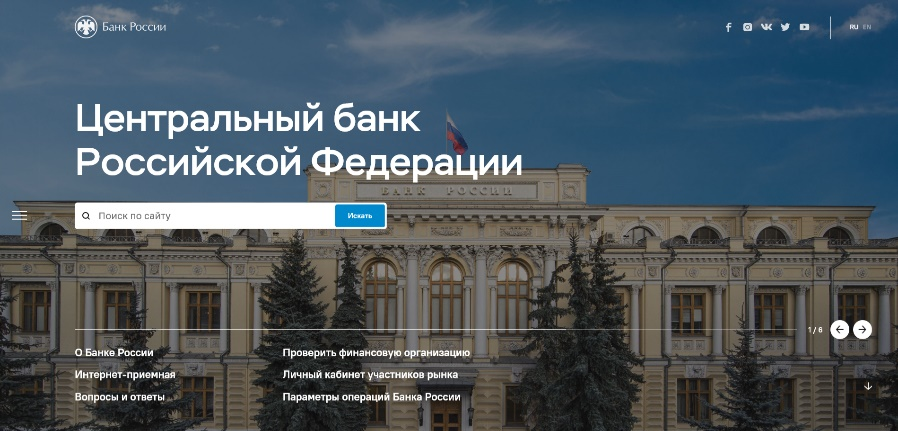 Банк России
RU EN
Центральный банк
Российской Федерации
БАНК РОССИИ
Поиск по сайту
Искать
1 / 6
О Банке России
Проверить финансовую организацию
Интернет-приемная
Личный кабинет участников рынка
Вопросы и ответы
Параметры операций Банка России